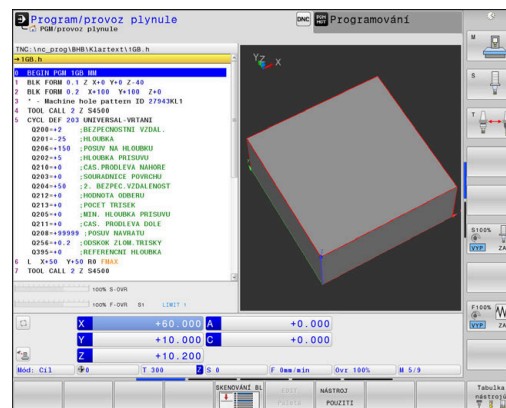 Program/provoz plynule
PGM/provoz plynule
DNC
Programování
TNC:\nc_prog\BHB\Klartext\1GB.h
→1GB.h
0 BEGIN PGM 1GB MM
1 BLK FORM 0.1 Z X+0 Y+0 Z-40
2 BLK FORM 0.2 X+100 Y+100 Z+0
3 * - Machine hole pattern ID 27943KL1
4 TOOL CALL 2 Z S4500
5 CYCL DEF 203 UNIVERSAL-VRTANI
Q200=+2 ;BEZPECNOSTNI VZDAL.
Q201=-25 ;HLOUBKA
Q206=+150 ;POSUV NA HLOUBKU
Q202=+5 ;HLOUBKA PRISUVU
Q210=+0 ;CAS.PRODLEVA NAHORE
Q203=+0 ;SOURADNICE POVRCHU
Q204=+50 ;2. BEZPEC.VZDALENOST
Q212=+0 ;HODNOTA ODBERU
Q213=+0 ;POCET TRISEK
Q205=+0 ;MIN. HLOUBKA PRISUVU
Q211=+0 ;CAS. PRODLEVA DOLE
Q208=+99999 ;POSUV NAVRATU
Q256=+0.2 ;ODSKOK ZLOM.TRISKY
Q395=+0 ;REFERENCNI HLOUBKA
6 L X+50 Y+50 R0 FMAX
7 TOOL CALL 2 Z S4500
Y Z X
100% S-OVR
100% F-OVR S1 LIMIT 1
X +60.000 A +0.000
Y +10.000 C +0.000
Z +10.200
Mód: Cíl 0 T 300 Z S 0 F 0mm/min Ovr 100% M 5/9
SKENOVÁNÍ BL
NÁSTROJ
POUZITI
Tabulka
nástrojů
M
S
T
S100%
VYP ZA
F100%
VYP ZA